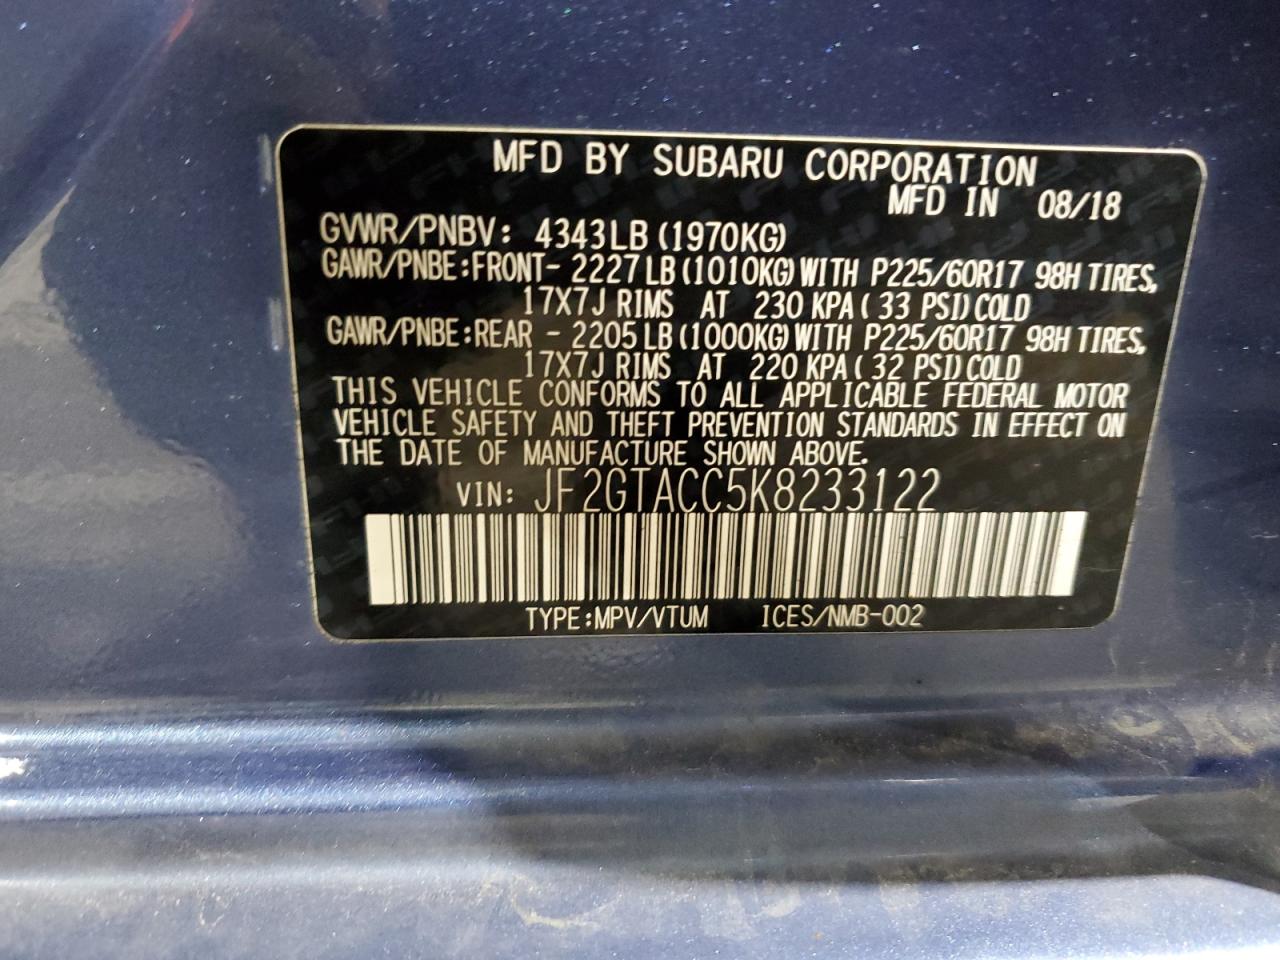 MFD BY SUBARU CORPORATION
MFD IN 08/18
GVWR/PNBV: 4343LB (1970KG)
GAWR/PNBE:FRONT- 2227LB (1010KG) WITH P225/60R17 98H TIRES,
17X7J RIMS AT 230 KPA ( 33 PSI) COLD
GAWR/PNBE:REAR - 2205LB (1000KG) WITH P225/60R17 98H TIRES,
17X7J RIMS AT 220 KPA ( 32 PSI) COLD
THIS VEHICLE CONFORMS TO ALL APPLICABLE FEDERAL MOTOR
VEHICLE SAFETY AND THEFT PREVENTION STANDARDS IN EFFECT ON
THE DATE OF MANUFACTURE SHOWN ABOVE.
VIN: JF2GTACC5K8233122
TYPE:MPV/VTUM ICES/NMB-002